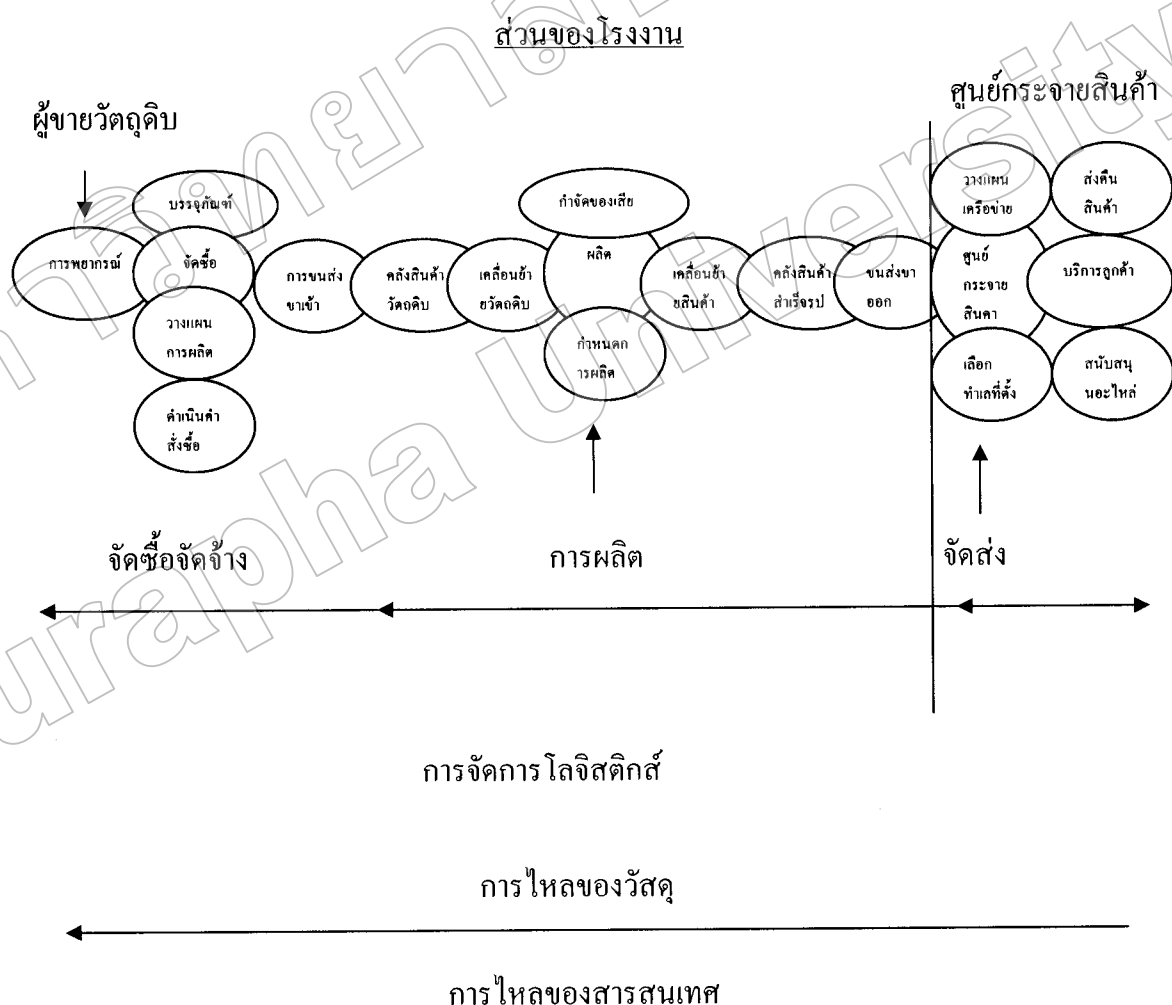 ส่วนของโรงงาน
ศูนย์กระจายสินค้า
ผู้ขายวัตถุดิบ
บรรจุภัณฑ์
การพยากรณ์
จัดซื้อ
วางแผน
การผลิต
ดำเนินคำ
สั่งซื้อ
การขนส่ง
ขาเข้า
คลังสินค้า
วัตถุดิบ
เคลื่อนย้า
ยวัตถุดิบ
กำจัดของเสีย
ผลิต
กำหนดก
ารผลิต
เคลื่อนย้า
ยสินค้า
คลังสินค้า
สำเร็จรูป
ขนส่งขา
ออก
วางแผน
เครือข่าย
ศูนย์
กระจาย
สินคา
เลือก
ทำเลที่ตั้ง
ส่งคืน
สินค้า
บริการลูกค้า
สนับสนุ
นอะไหล่
จัดซื้อจัดจ้าง
การผลิต
จัดส่ง
การจัดการโลจิสติกส์
การไหลของวัสดุ
การไหลของสารสนเทศ